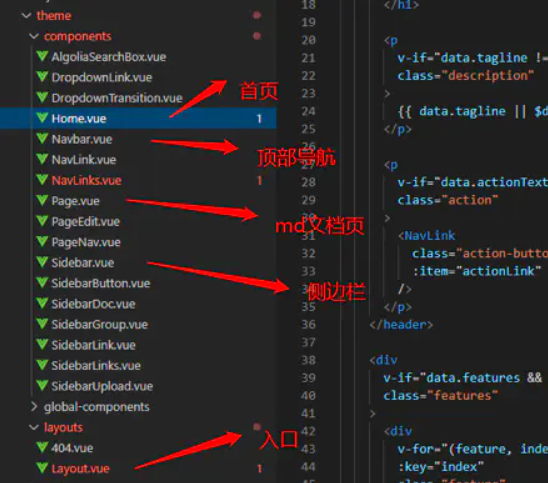 theme
components
AlgoliaSearchBox.vue
DropdownLink.vue
DropdownTransition.vue
Home.vue 1
首页
Navbar.vue
顶部导航
NavLink.vue
NavLinks.vue 1
Page.vue
md文档页
PageEdit.vue
PageNav.vue
Sidebar.vue
侧边栏
SidebarButton.vue
SidebarDoc.vue
SidebarGroup.vue
SidebarLink.vue
SidebarLinks.vue
SidebarUpload.vue
global-components
layouts
入口
404.vue
Layout.vue 1
18 </h1>
19
20 <p
21 v-if="data.tagline !=
22 class="description"
23 >
24 {{ data.tagline || $d
25 </p>
26
27 <p
28 v-if="data.actionText
29 class="action"
30 >
31 <NavLink
32 class="action-button
33 :item="actionLink"
34 />
35 </p>
36 </header>
37
38 <div
39 v-if="data.features &&
40 class="features"
41 >
42 <div
43 v-for="(feature, inde
44 :key="index"